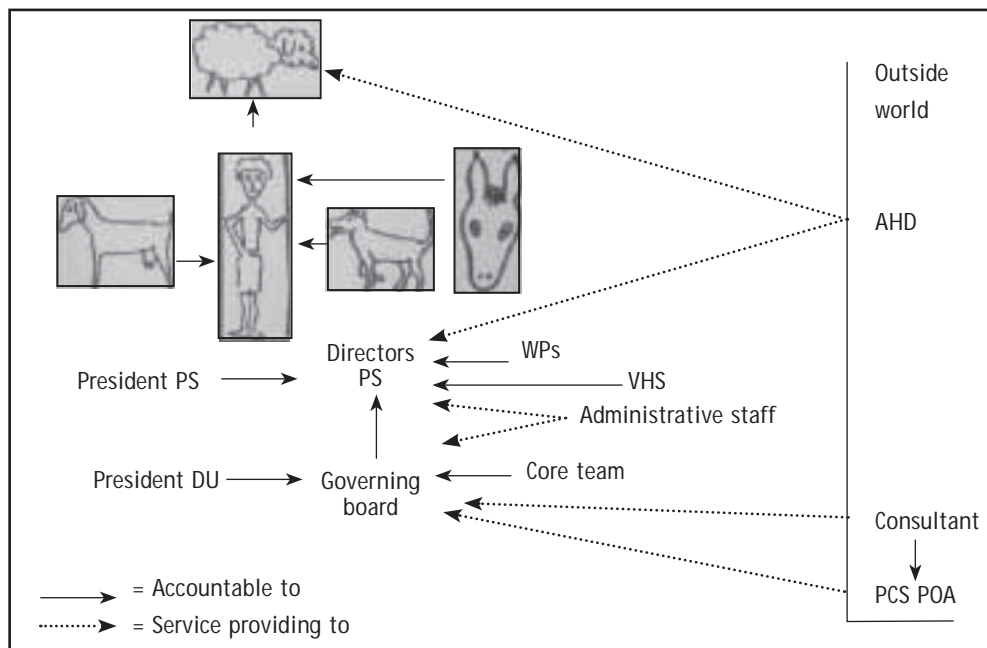 Outside
world
AHD
Directors
PS
WPs
President PS
VHS
Administrative staff
President DU
Governing
board
Core team
Consultant
PCS POA
= Accountable to
= Service providing to